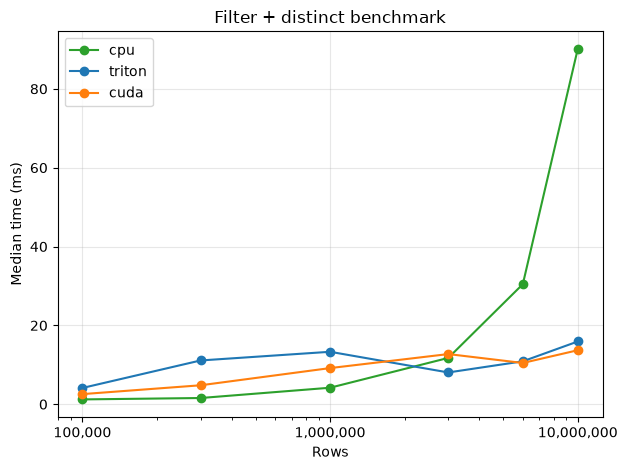 Filter + distinct benchmark
cpu
triton
cuda
Median time (ms)
80
60
40
20
0
100,000
1,000,000
10,000,000
Rows